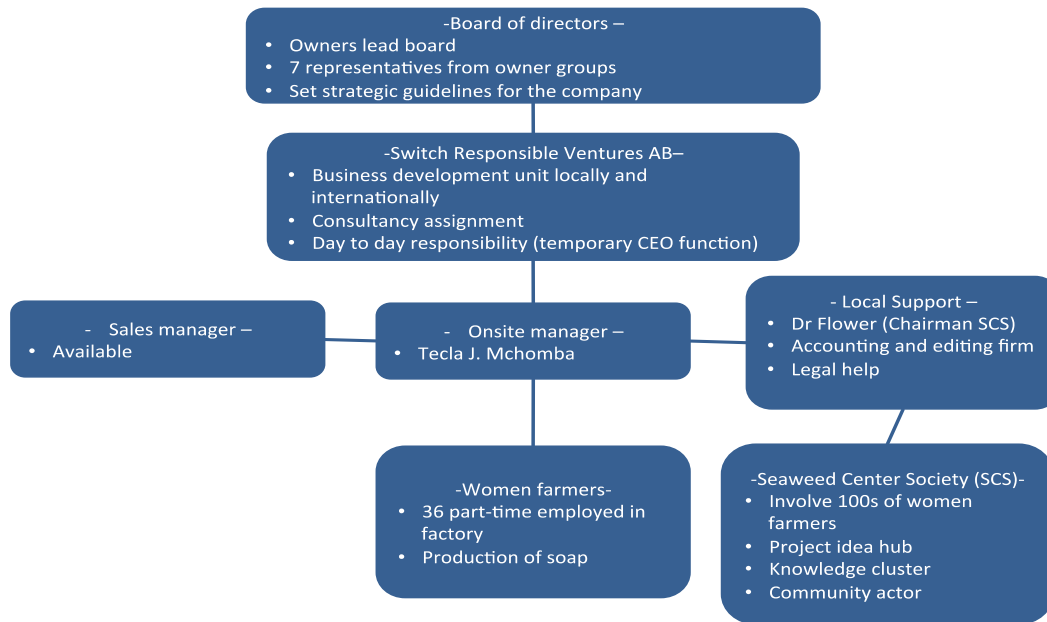 -Board of directors –
• Owners lead board
• 7 representatives from owner groups
• Set strategic guidelines for the company
-Switch Responsible Ventures AB–
• Business development unit locally and
internationally
• Consultancy assignment
• Day to day responsibility (temporary CEO function)
- Sales manager –
• Available
- Onsite manager –
• Tecla J. Mchomba
- Local Support –
• Dr Flower (Chairman SCS)
• Accounting and editing firm
• Legal help
-Women farmers-
• 36 part-time employed in
factory
• Production of soap
-Seaweed Center Society (SCS)-
• Involve 100s of women
farmers
• Project idea hub
• Knowledge cluster
• Community actor